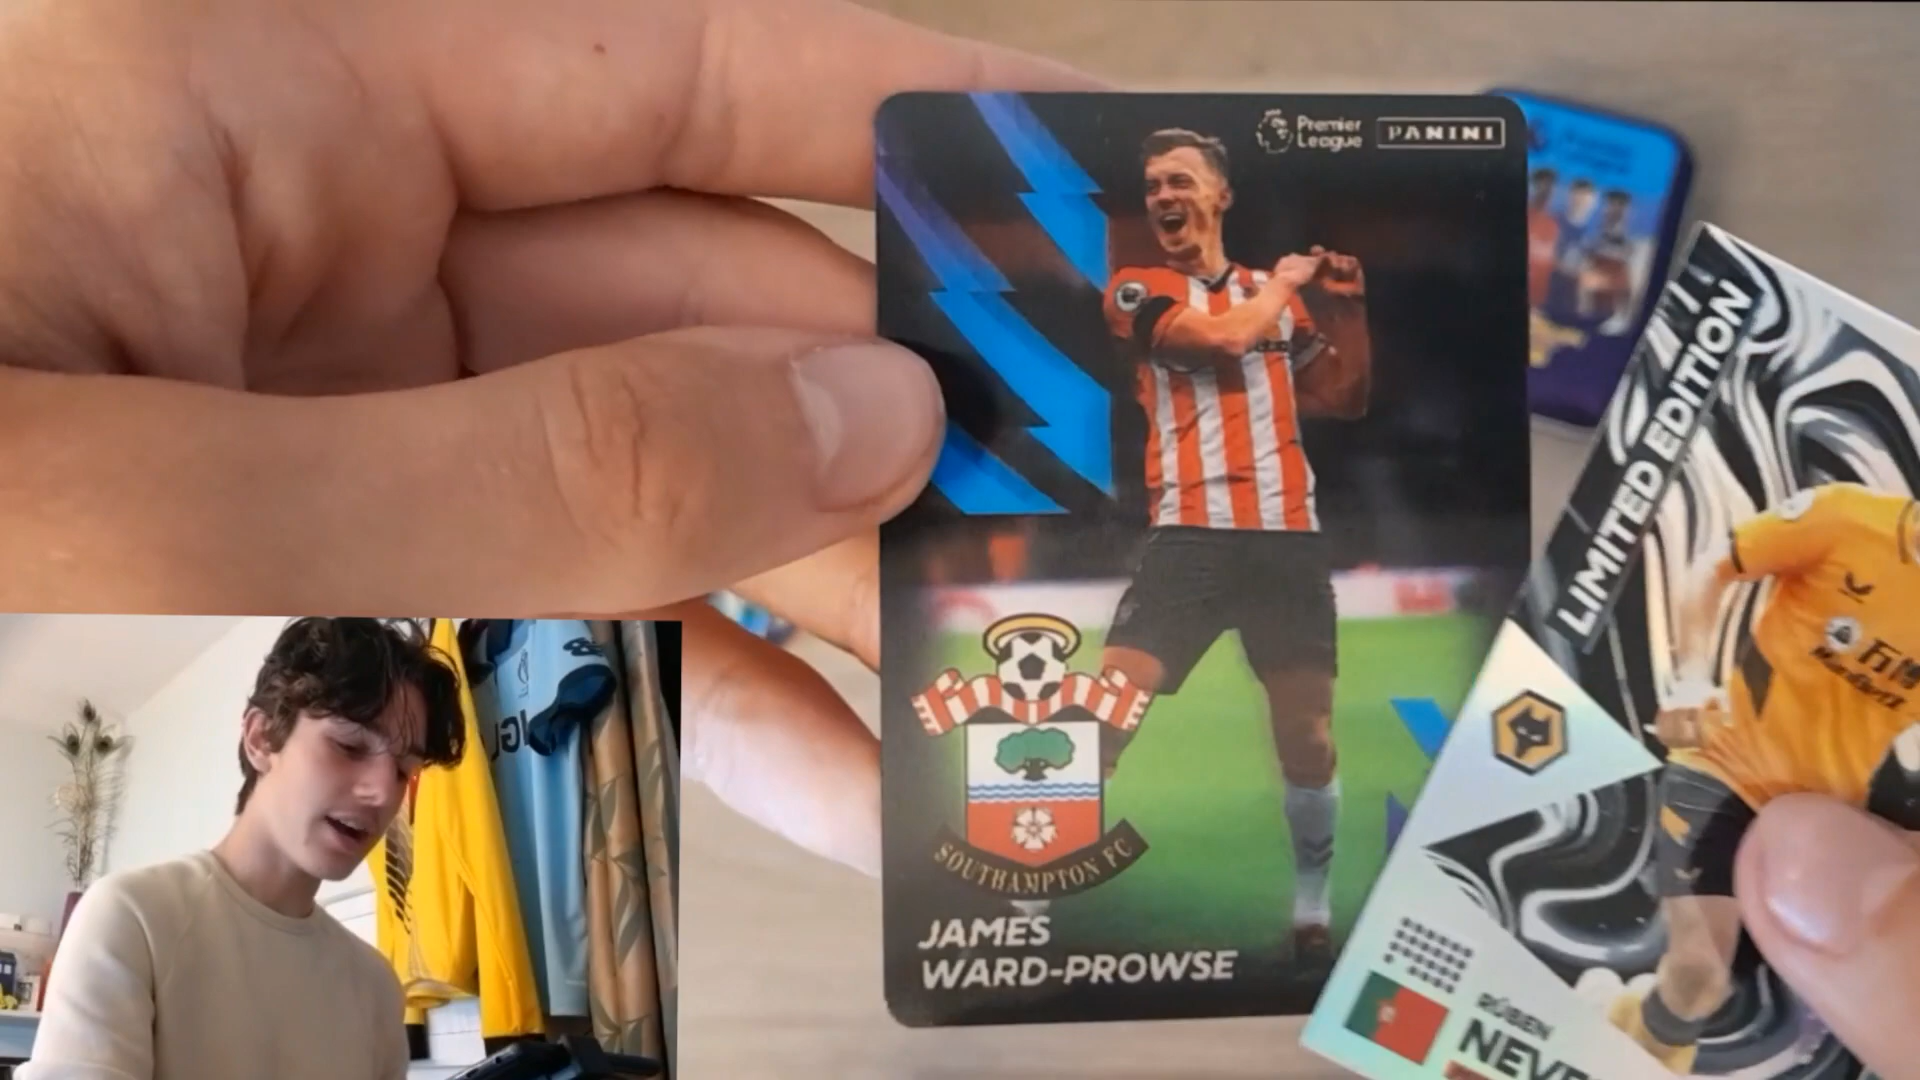 Premier
League
PANINI
LIMITED EDITION
SOUTHAMPTON FC
JAMES
WARD-PROWSE
RÚBEN
NEVE